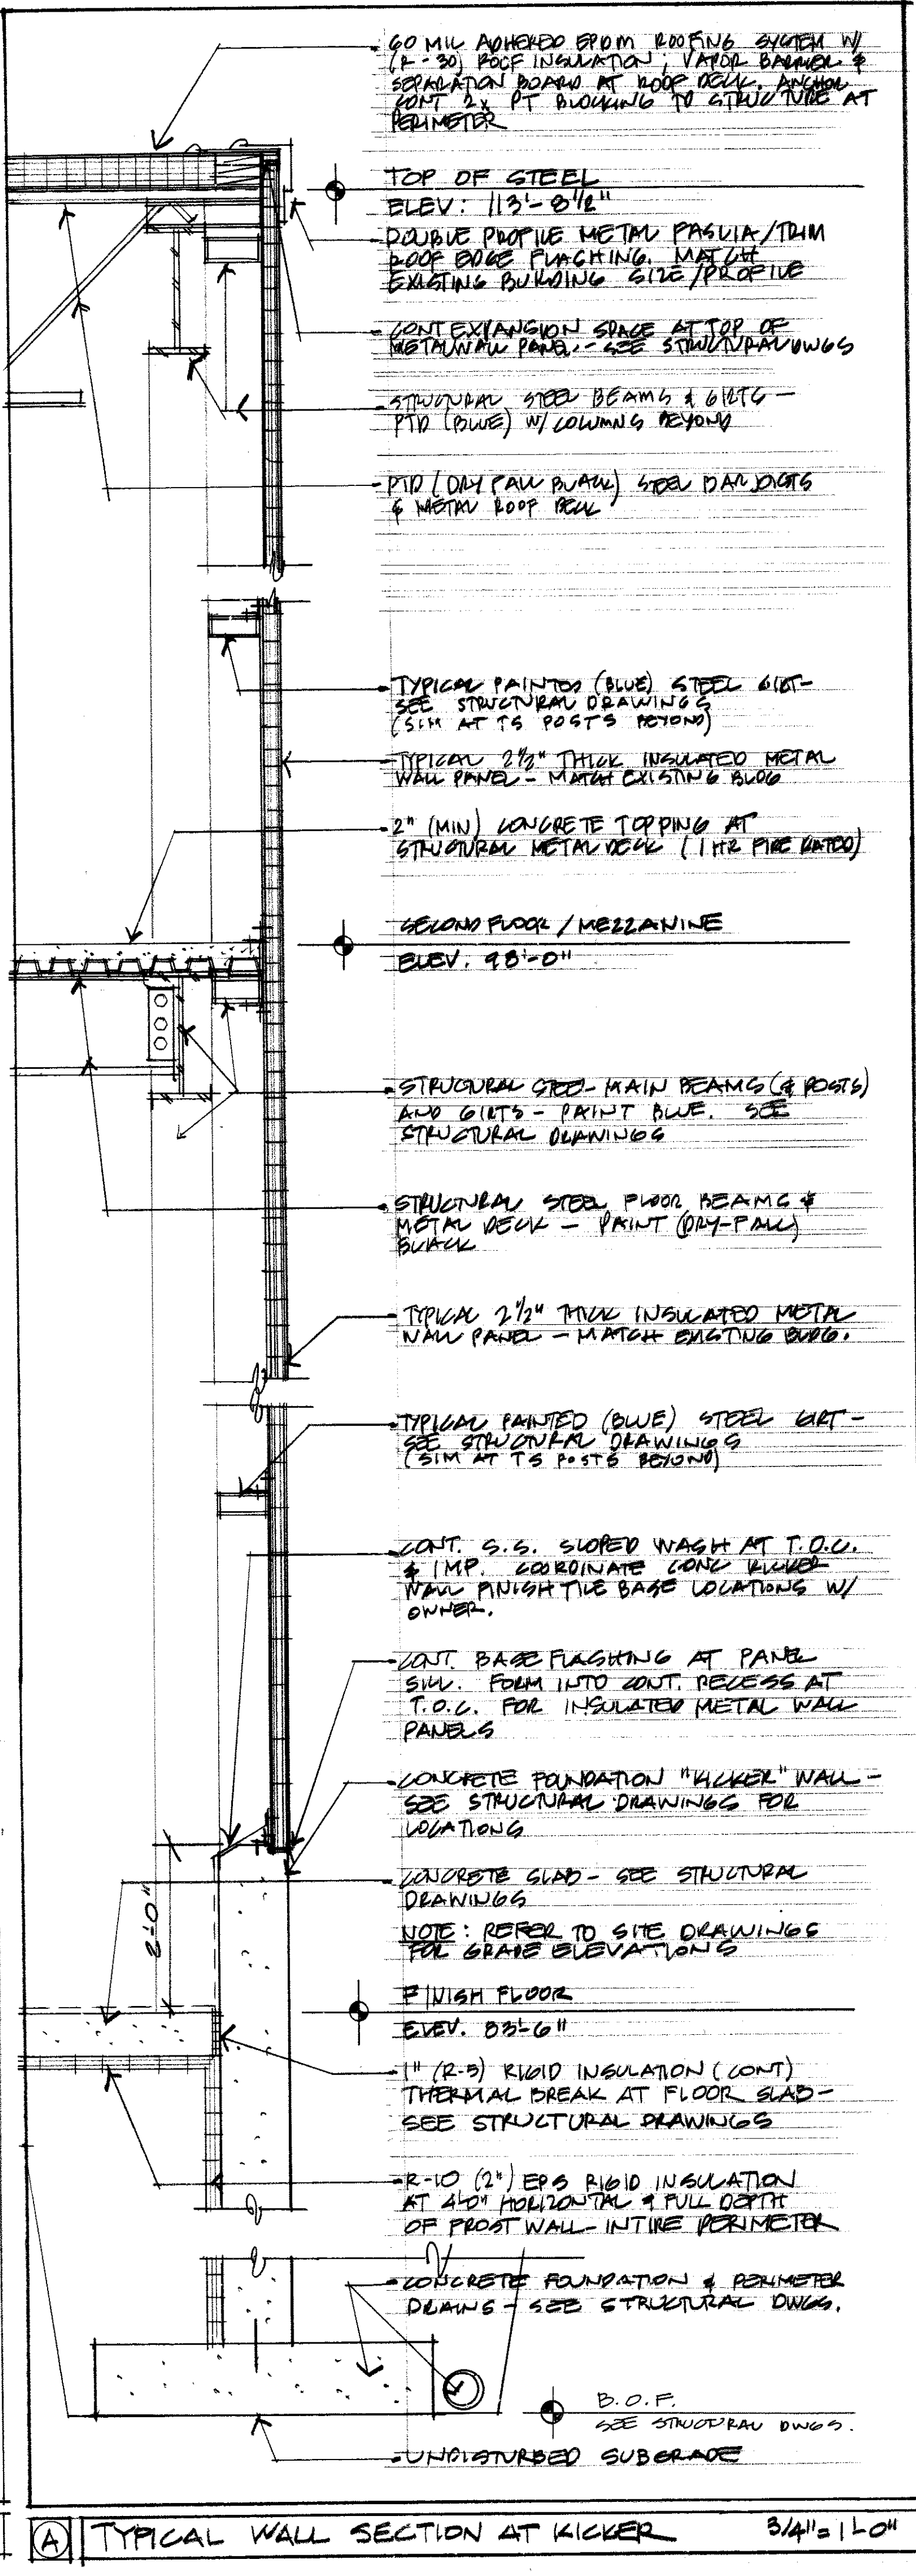 60 MIL ADHERED EPDM ROOFING SYSTEM W/
(R-30) ROOF INSULATION, VAPOR BARRIER &
SEPARATION BOARD AT ROOF DECK. ANCHOR
CONT 2x PT BLOCKING TO STRUCTURE AT
PERIMETER
TOP OF STEEL
ELEV: 113'-8 1/2"
DOUBLE PROFILE METAL FASCIA/TRIM
ROOF EDGE FLASHING. MATCH
EXISTING BUILDING SIZE/PROFILE
CONT EXPANSION SPACE AT TOP OF
METAL WALL PANEL - SEE STRUCTURAL DWGS
STRUCTURAL STEEL BEAMS & GIRTS -
PTD (BLUE) W/ COLUMNS BEYOND
PTD (DRY FALL BLACK) STEEL BAR JOISTS
& METAL ROOF DECK
TYPICAL PAINTED (BLUE) STEEL GIRT-
SEE STRUCTURAL DRAWINGS
(SIM AT TS POSTS BEYOND)
TYPICAL 2 1/2" THICK INSULATED METAL
WALL PANEL - MATCH EXISTING BLDG
2" (MIN) CONCRETE TOPPING AT
STRUCTURAL METAL DECK (1 HR FIRE RATED)
SECOND FLOOR / MEZZANINE
ELEV. 98'-0"
STRUCTURAL STEEL - MAIN BEAMS (& POSTS)
AND GIRTS - PAINT BLUE. SEE
STRUCTURAL DRAWINGS
STRUCTURAL STEEL FLOOR BEAMS &
METAL DECK - PAINT (DRY-FALL)
BLACK
TYPICAL 2 1/2" THICK INSULATED METAL
WALL PANEL - MATCH EXISTING BLDG.
TYPICAL PAINTED (BLUE) STEEL GIRT -
SEE STRUCTURAL DRAWINGS
(SIM AT TS POSTS BEYOND)
CONT. S.S. SLOPED WASH AT T.O.C.
& IMP. COORDINATE CONC KICKER
WALL FINISH TILE BASE LOCATIONS W/
OWNER.
CONT. BASE FLASHING AT PANEL
SILL. FORM INTO CONT. RECESS AT
T.O.C. FOR INSULATED METAL WALL
PANELS
CONCRETE FOUNDATION "KICKER" WALL -
SEE STRUCTURAL DRAWINGS FOR
LOCATIONS
2'-0"
CONCRETE SLAB - SEE STRUCTURAL
DRAWINGS
NOTE: REFER TO SITE DRAWINGS
FOR GRADE ELEVATIONS
FINISH FLOOR
ELEV. 83'-6"
1" (R-5) RIGID INSULATION (CONT)
THERMAL BREAK AT FLOOR SLAB -
SEE STRUCTURAL DRAWINGS
R-10 (2") EPS RIGID INSULATION
AT 4'-0" HORIZONTAL & FULL DEPTH
OF FROST WALL - INTIRE PERIMETER
CONCRETE FOUNDATION & PERIMETER
DRAINS - SEE STRUCTURAL DWGS.
B.O.F.
SEE STRUCTURAL DWGS.
UNDISTURBED SUBGRADE
A TYPICAL WALL SECTION AT KICKER 3/4"=1'-0"